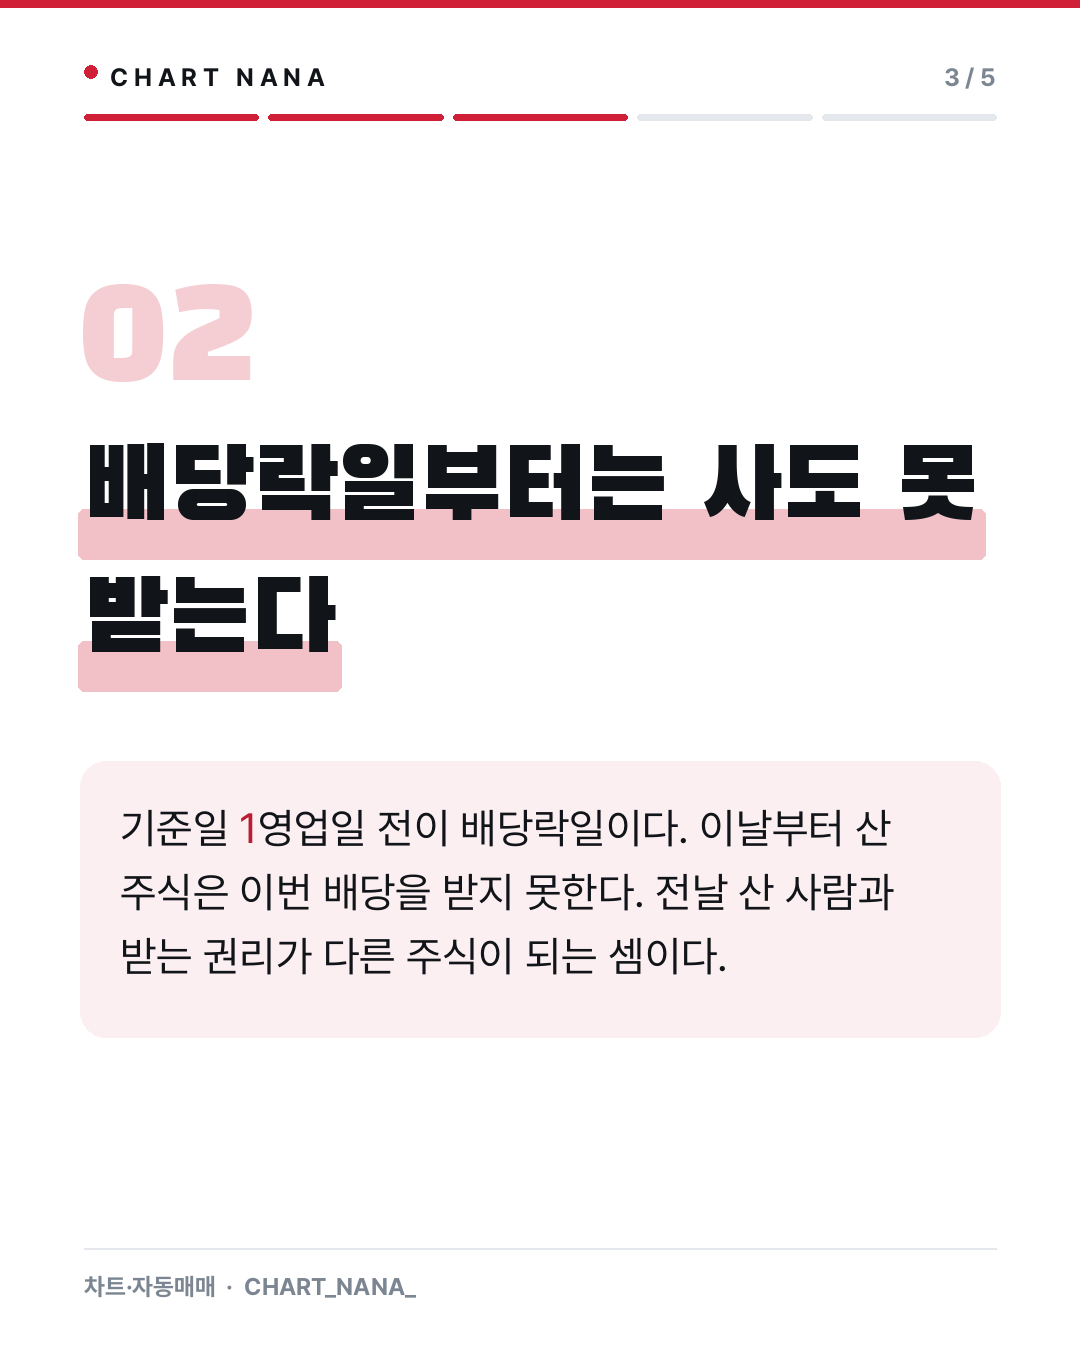 CHART NANA
3/5
02
배당락일부터는 사도 못
받는다
기준일 1영업일 전이 배당락일이다. 이날부터 산
주식은 이번 배당을 받지 못한다. 전날 산 사람과
받는 권리가 다른 주식이 되는 셈이다.
차트·자동매매 · CHART_NANA_